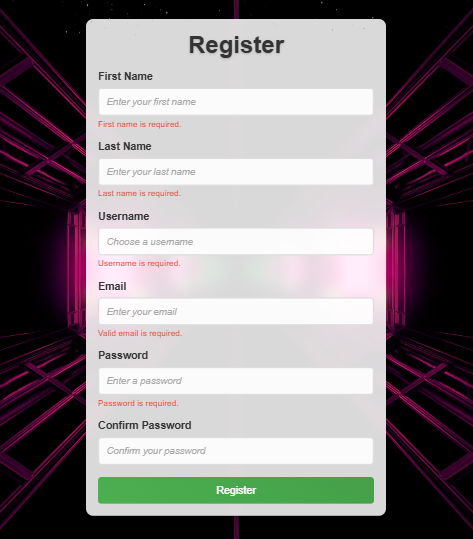 Register
First Name
Enter your first name
First name is required.
Last Name
Enter your last name
Last name is required.
Username
Choose a username
Username is required.
Email
Enter your email
Valid email is required.
Password
Enter a password
Password is required.
Confirm Password
Confirm your password
Register